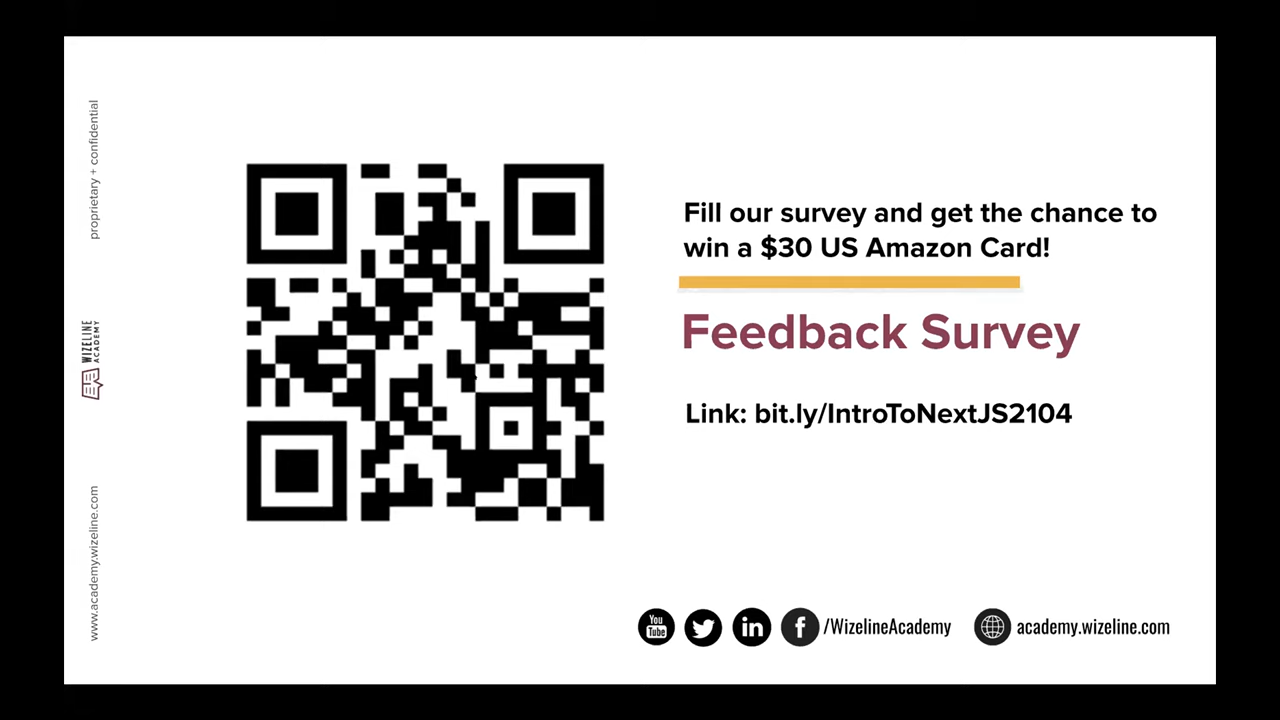 proprietary + confidential
WIZELINE
ACADEMY
www.academy.wizeline.com
Fill our survey and get the chance to
win a $30 US Amazon Card!
Feedback Survey
Link: bit.ly/IntroToNextJS2104
You
Tube
in
f
/WizelineAcademy
academy.wizeline.com